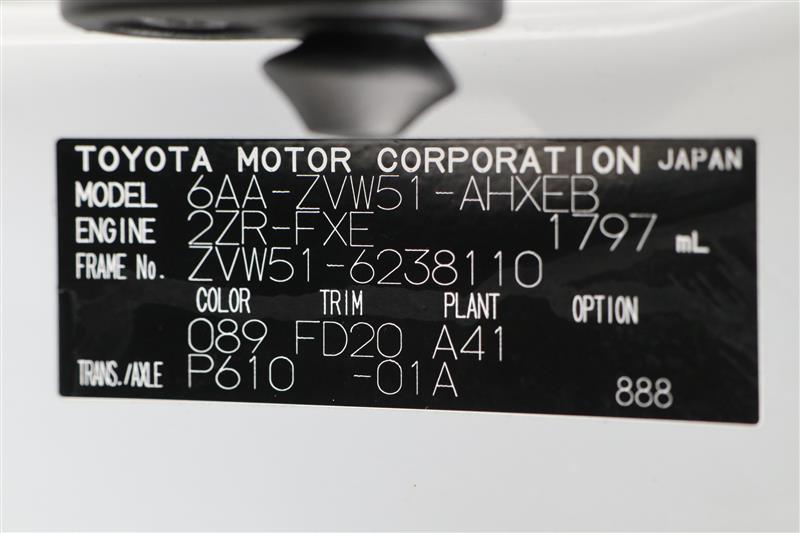 TOYOTA MOTOR CORPORATION JAPAN
MODEL 6AA-ZVW51-AHXEB
ENGINE 2ZR-FXE 1797 mL
FRAME No. ZVW51-6238110
COLOR TRIM PLANT OPTION
089 FD20 A41
TRANS./AXLE P610 -01A 888